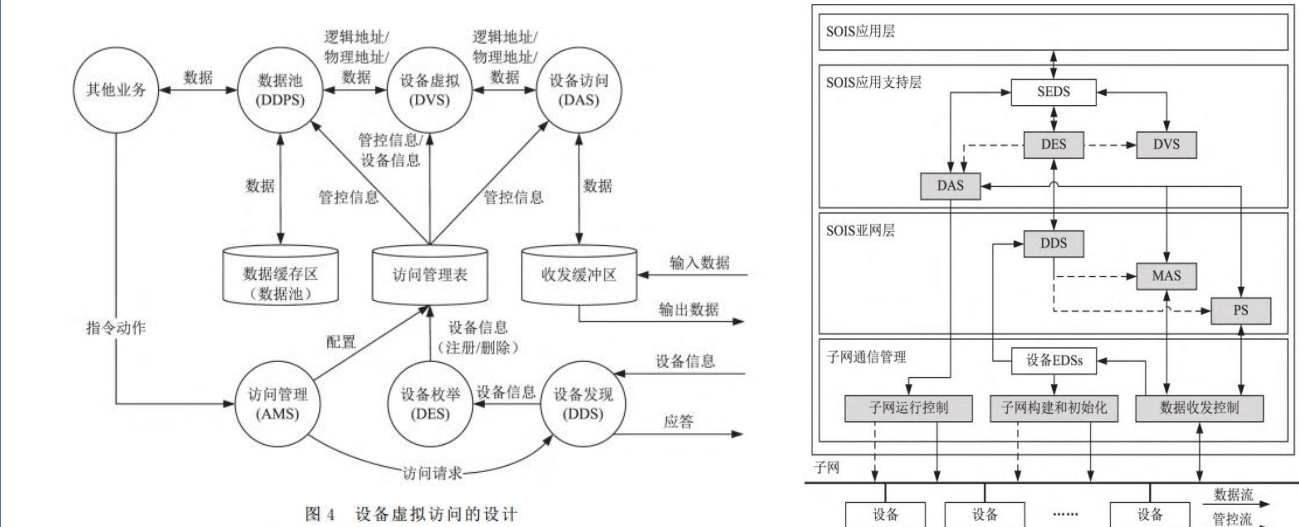 逻辑地址/
物理地址/
数据
逻辑地址/
物理地址/
数据
其他业务
数据
数据池
(DDPS)
设备虚拟
(DVS)
设备访问
(DAS)
管控信息/
设备信息
数据
管控信息
管控信息
数据
数据缓存区
（数据池）
访问管理表
收发缓冲区
输入数据
输出数据
指令动作
配置
设备信息
（注册/删除）
设备信息
访问管理
(AMS)
设备枚举
(DES)
设备信息
设备发现
(DDS)
应答
访问请求
图 4 设备虚拟访问的设计
SOIS应用层
SOIS应用支持层
SEDS
DES
DVS
DAS
SOIS亚网层
DDS
MAS
PS
子网通信管理
设备EDSs
子网运行控制
子网构建和初始化
数据收发控制
子网
设备
设备
……
设备
数据流
管控流